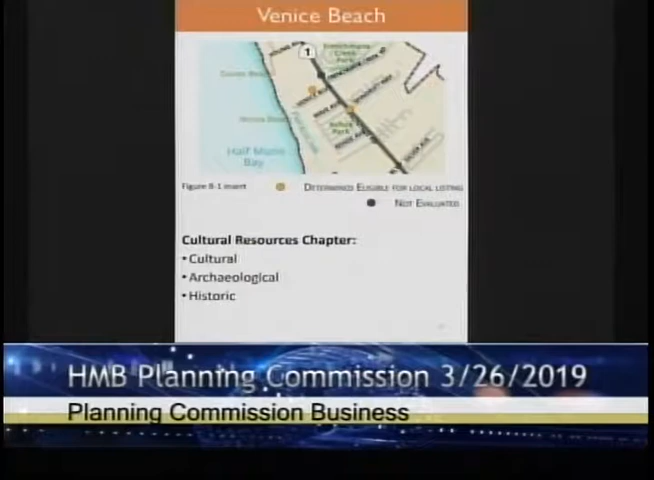 Venice Beach
1
Half Moon
Bay
Figure 8-1 insert
DETERMINED ELIGIBLE FOR LOCAL LISTING
NOT EVALUATED
Cultural Resources Chapter:
• Cultural
• Archaeological
• Historic
HMB Planning Commission 3/26/2019
Planning Commission Business